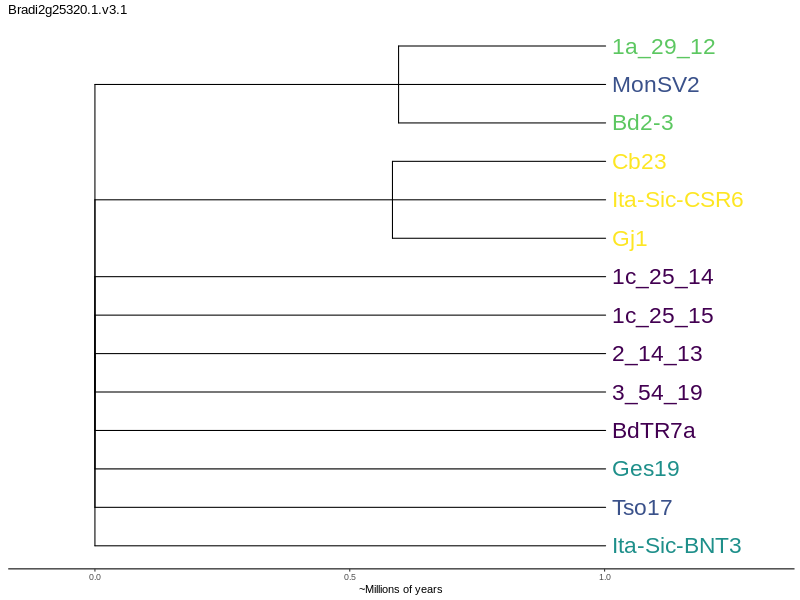 Bradi2g25320.1.v3.1
1a_29_12
MonSV2
Bd2-3
Cb23
Ita-Sic-CSR6
Gj1
1c_25_14
1c_25_15
2_14_13
3_54_19
BdTR7a
Ges19
Tso17
Ita-Sic-BNT3
0.0 0.5 1.0
~Millions of years